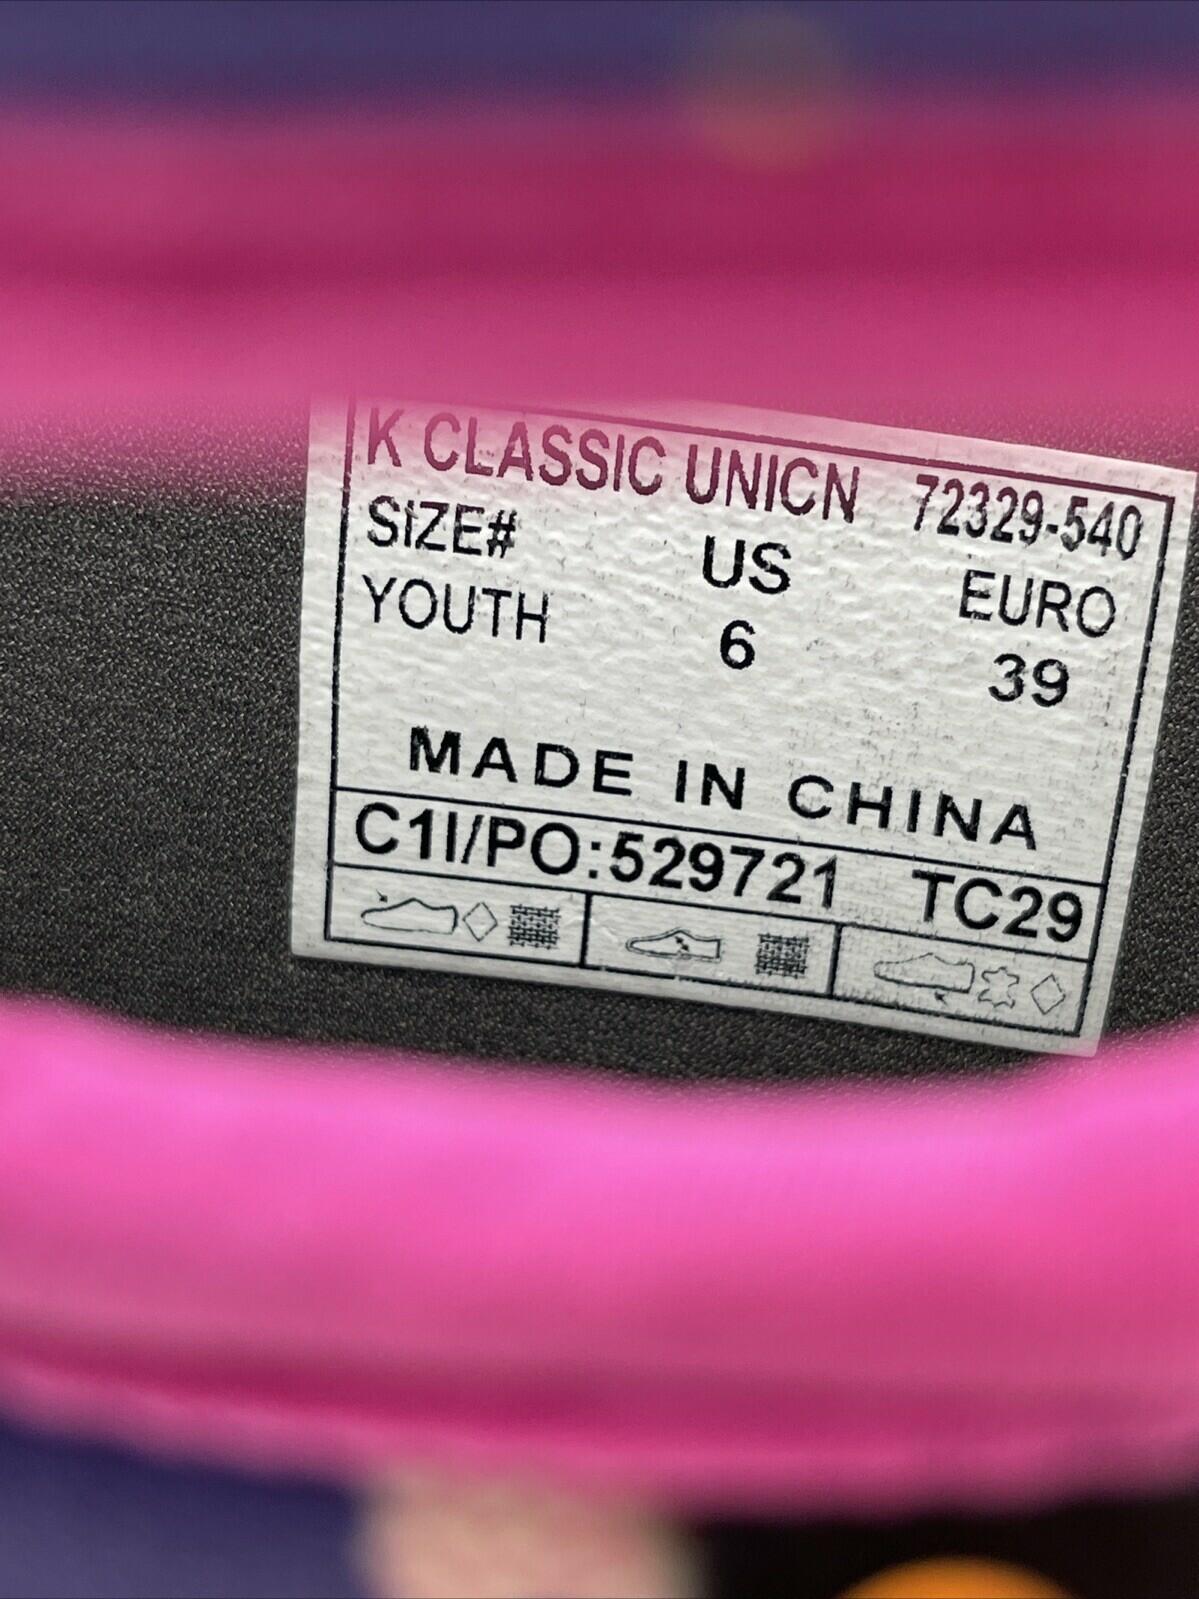 K CLASSIC UNICN 72329-540
SIZE# US EURO
YOUTH 6 39
MADE IN CHINA
C1I/PO:529721 TC29